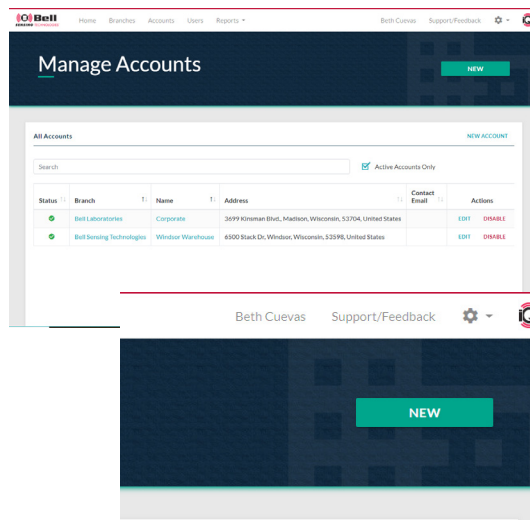 Bell
SENSING TECHNOLOGIES
Home Branches Accounts Users Reports
Beth Cuevas Support/Feedback
iQ
Manage Accounts
NEW
All Accounts
NEW ACCOUNT
Search
Active Accounts Only
Status Branch Name Address Contact Email Actions
Bell Laboratories Corporate 3699 Kinsman Blvd., Madison, Wisconsin, 53704, United States EDIT DISABLE
Bell Sensing Technologies Windsor Warehouse 6500 Stack Dr, Windsor, Wisconsin, 53598, United States EDIT DISABLE
Beth Cuevas Support/Feedback
iQ
NEW